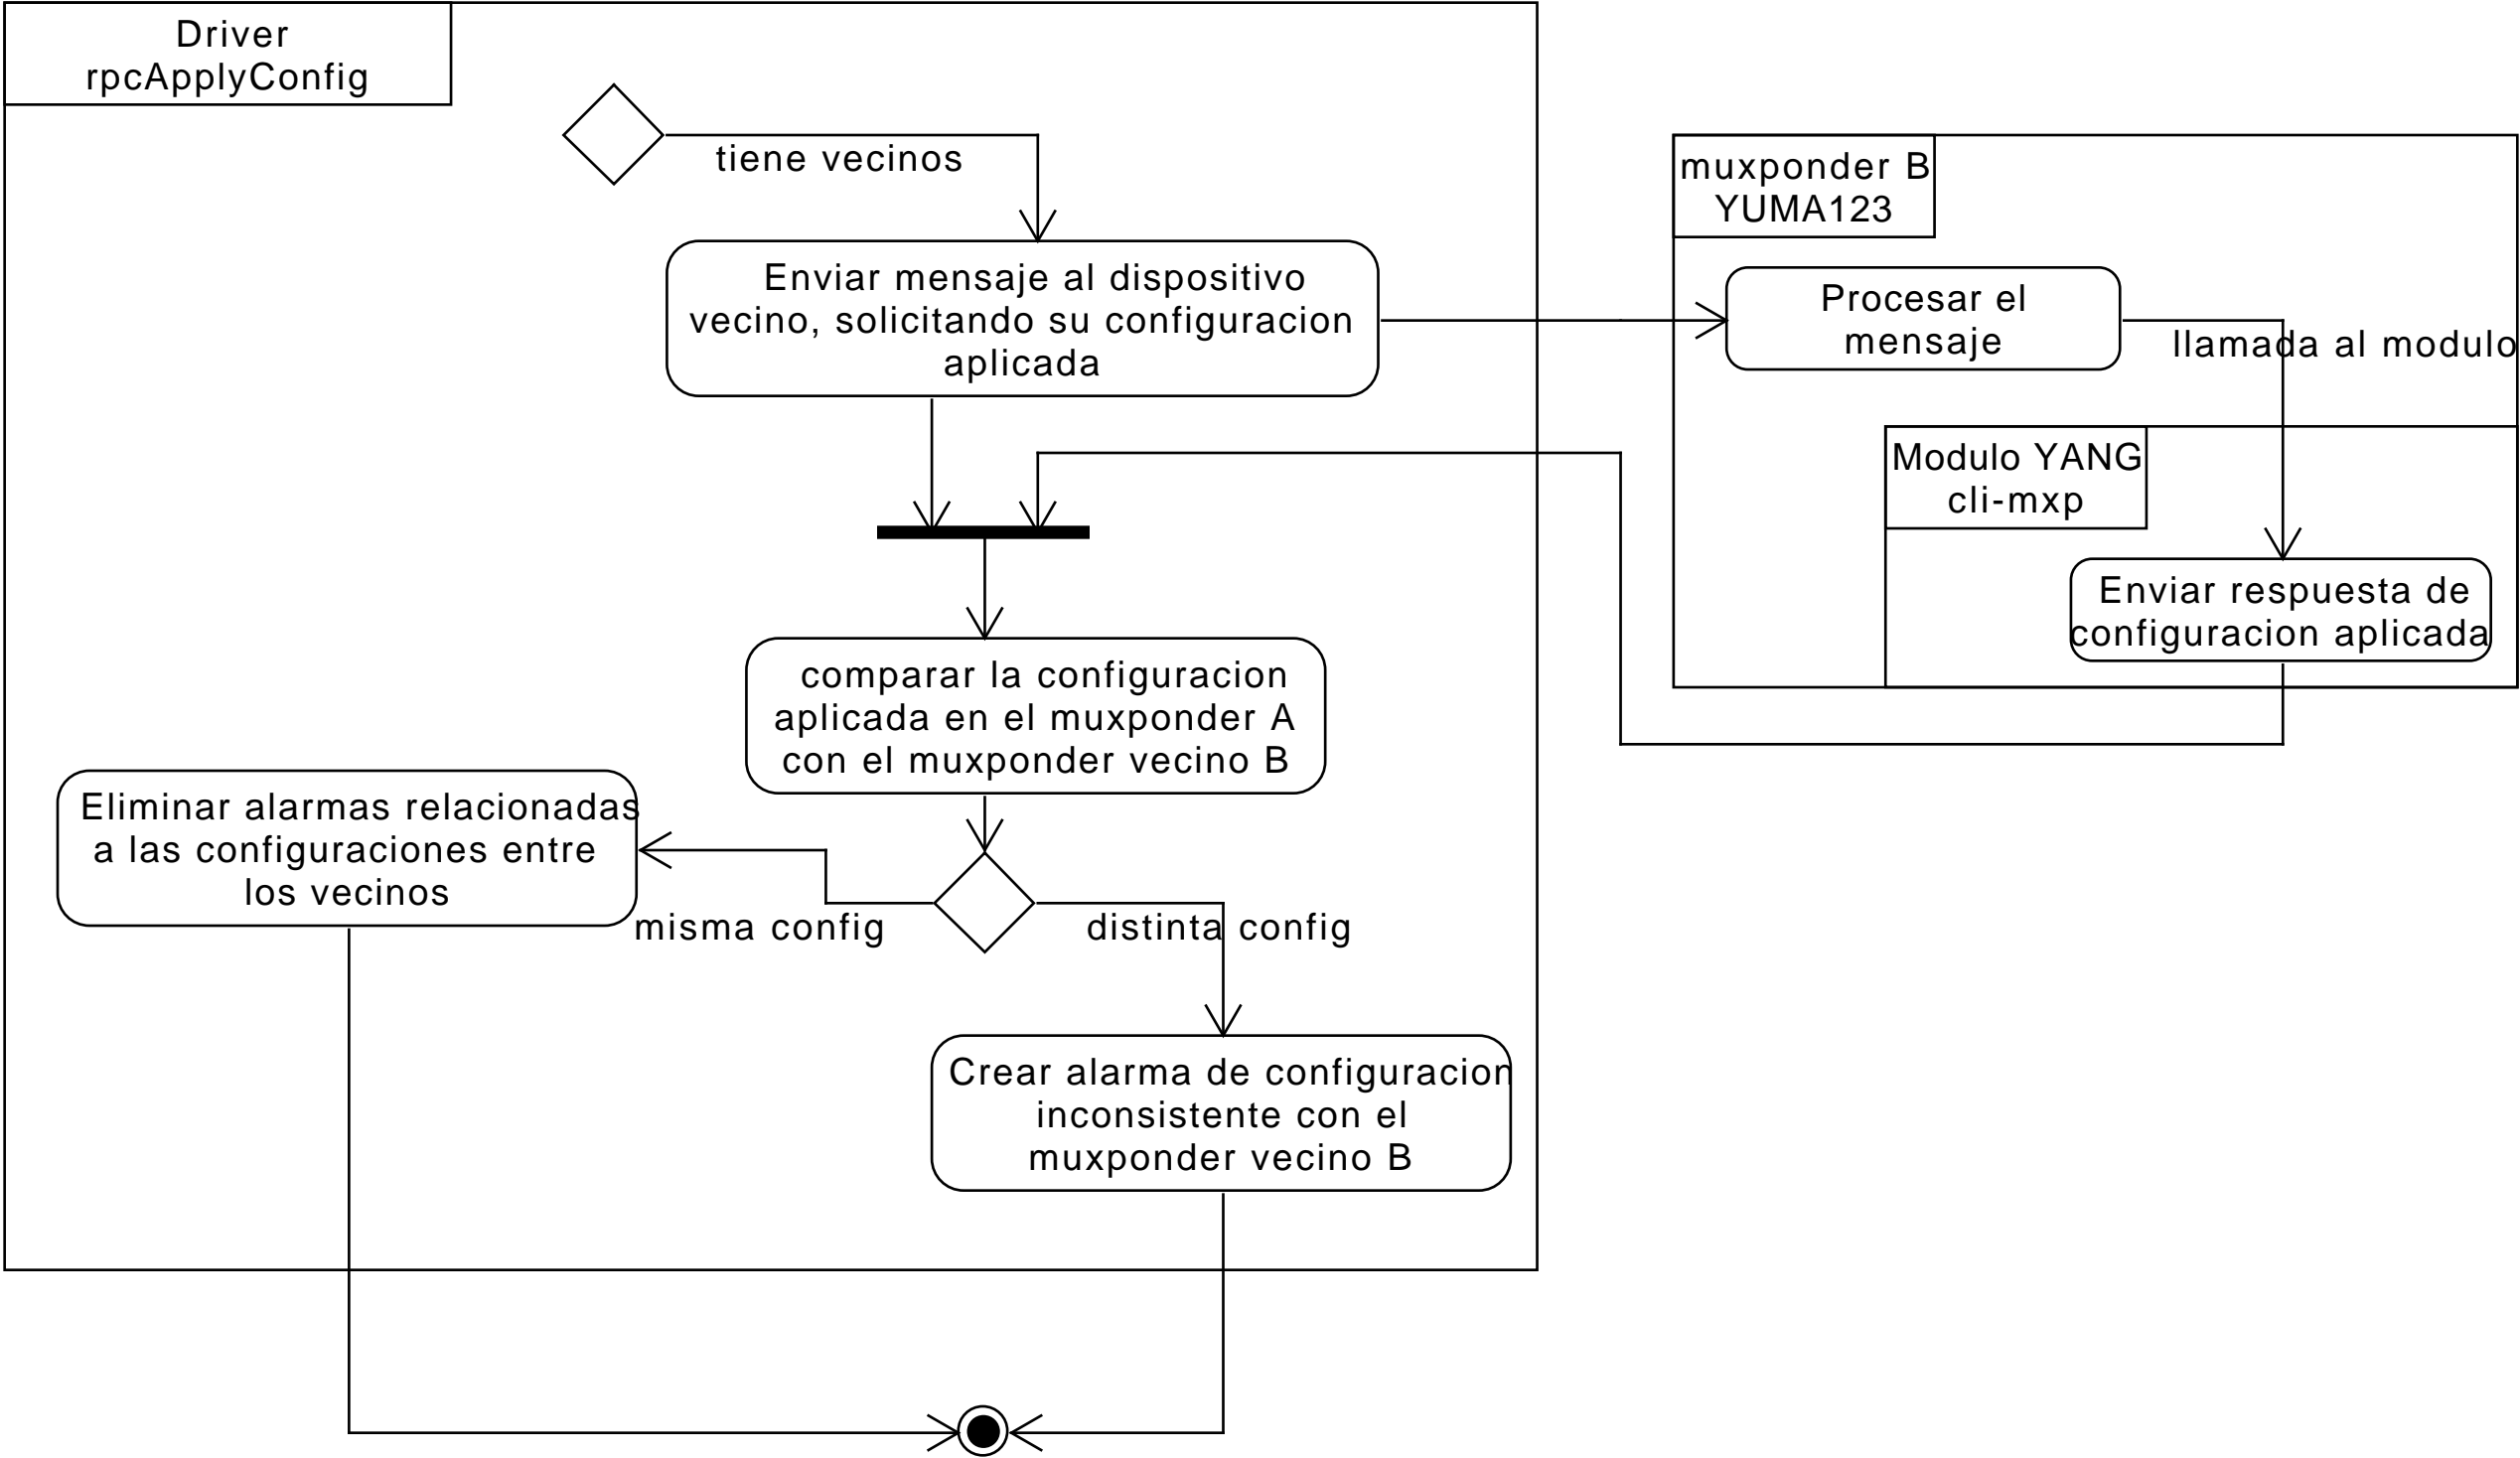 Driver
rpcApplyConfig
tiene vecinos
muxponder B
YUMA123
Enviar mensaje al dispositivo
vecino, solicitando su configuracion
aplicada
Procesar el
mensaje
llamada al modulo
Modulo YANG
cli-mxp
Enviar respuesta de
configuracion aplicada
comparar la configuracion
aplicada en el muxponder A
con el muxponder vecino B
Eliminar alarmas relacionadas
a las configuraciones entre
los vecinos
misma config
distinta config
Crear alarma de configuracion
inconsistente con el
muxponder vecino B